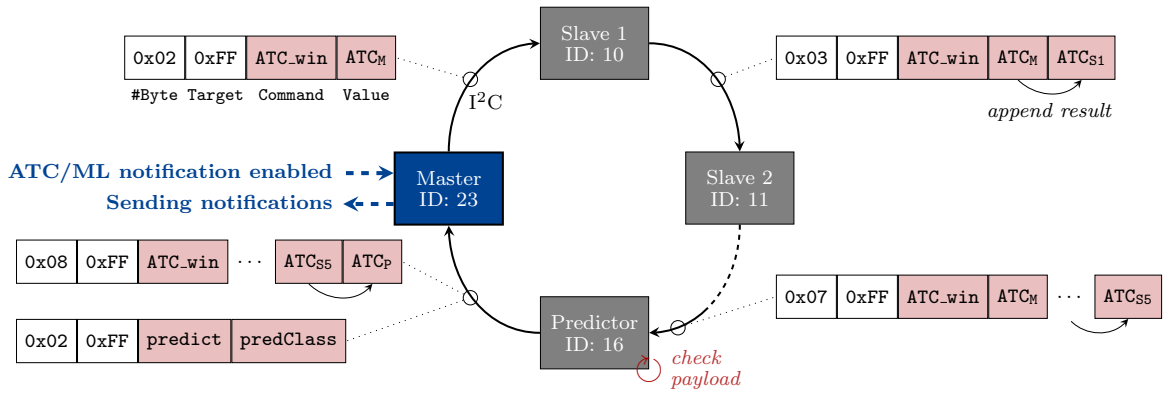 Slave 1
ID: 10
0x02 0xFF ATC_win ATC_M
#Byte Target Command Value
I²C
0x03 0xFF ATC_win ATC_M ATC_S1
append result
ATC/ML notification enabled
Sending notifications
Master
ID: 23
Slave 2
ID: 11
0x08 0xFF ATC_win ··· ATC_S5 ATC_P
0x02 0xFF predict predClass
Predictor
ID: 16
check
payload
0x07 0xFF ATC_win ATC_M ··· ATC_S5